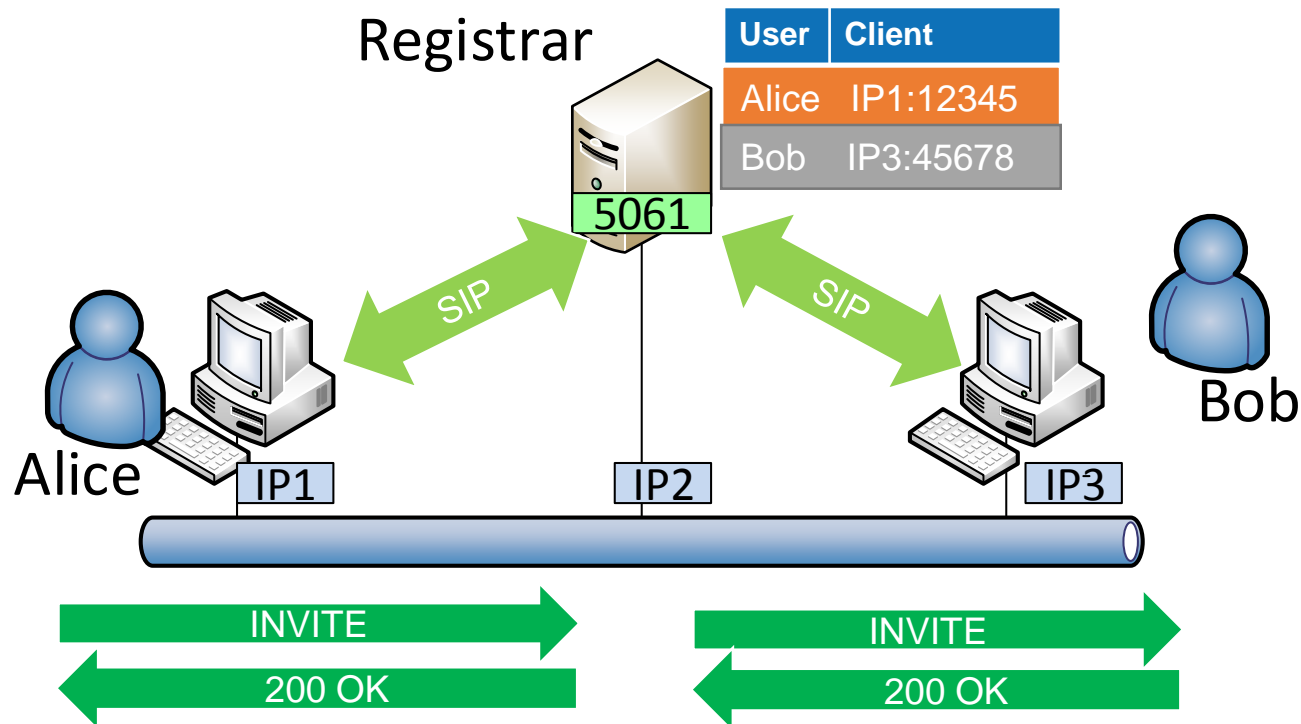 Registrar
User Client
Alice IP1:12345
Bob IP3:45678
5061
SIP
SIP
Alice
Bob
IP1
IP2
IP3
INVITE
INVITE
200 OK
200 OK